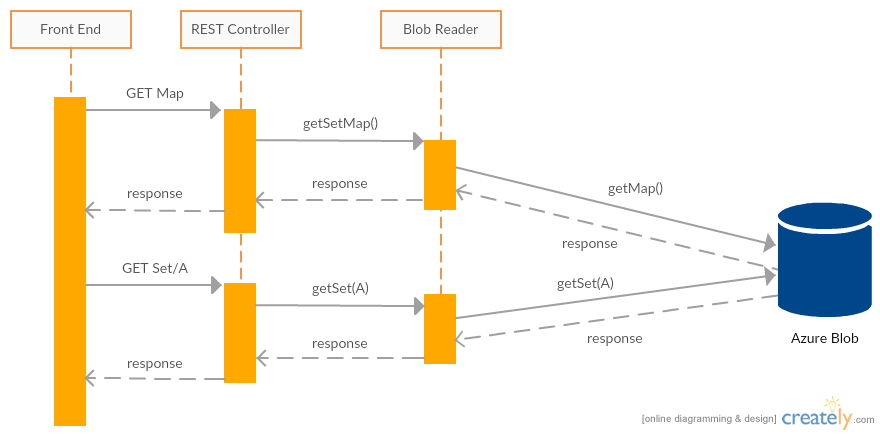 Front End
REST Controller
Blob Reader
GET Map
getSetMap()
getMap()
response
response
response
response
GET Set/A
getSet(A)
getSet(A)
response
response
response
Azure Blob
[online diagramming & design] creately.com